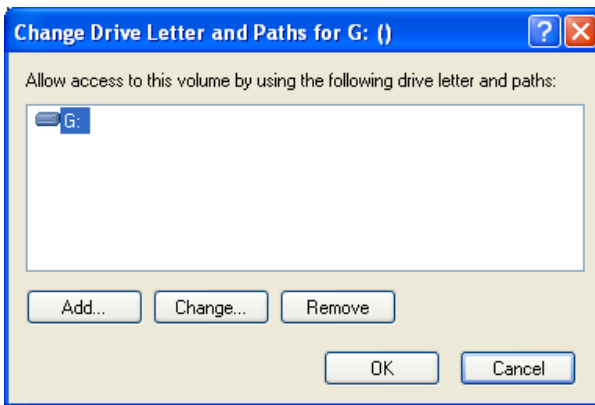 Change Drive Letter and Paths for G: ()
Allow access to this volume by using the following drive letter and paths:
G:
Add... Change... Remove
OK Cancel